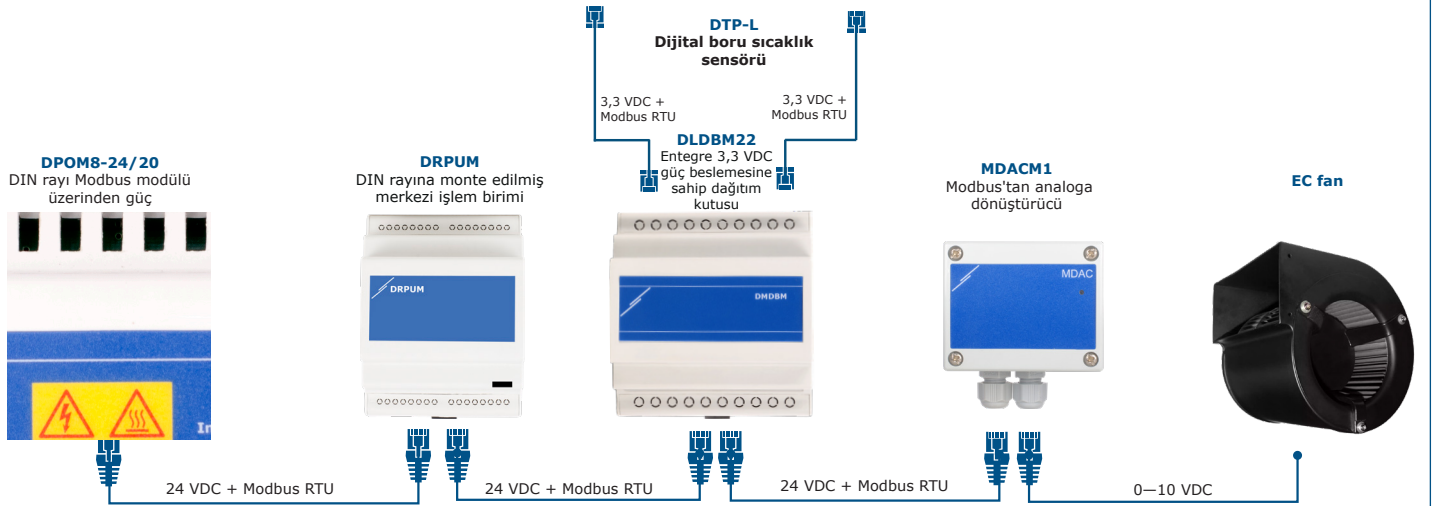 DTP-L
Dijital boru sıcaklık
sensörü
3,3 VDC +
Modbus RTU
3,3 VDC +
Modbus RTU
DPOM8-24/20
DIN rayı Modbus modülü
üzerinden güç
DRPUM
DIN rayına monte edilmiş
merkezi işlem birimi
DLDBM22
Entegre 3,3 VDC
güç beslemesine
sahip dağıtım
kutusu
MDACM1
Modbus'tan analoga
dönüştürücü
EC fan
DRPUM
DMDBM
MDAC
In
24 VDC + Modbus RTU
24 VDC + Modbus RTU
24 VDC + Modbus RTU
0—10 VDC